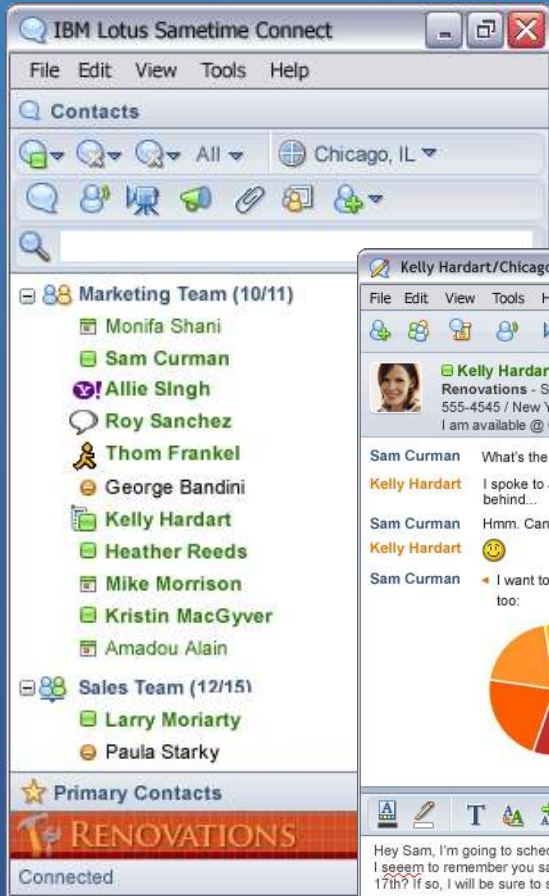 IBM Lotus Sametime Connect
File Edit View Tools Help
Contacts
All Chicago, IL
Marketing Team (10/11)
Monifa Shani
Sam Curman
Allie SIngh
Roy Sanchez
Thom Frankel
George Bandini
Kelly Hardart
Heather Reeds
Mike Morrison
Kristin MacGyver
Amadou Alain
Sales Team (12/15)
Larry Moriarty
Paula Starky
Primary Contacts
RENOVATIONS
Connected
Kelly Hardart/Chicago
File Edit View Tools H
Kelly Hardart
Renovations - S
555-4545 / New Y
I am available @
Sam Curman What's the
Kelly Hardart I spoke to
behind...
Sam Curman Hmm. Can
Kelly Hardart
Sam Curman I want to
too:
T
Hey Sam, I'm going to sched
I seeem to remember you sa
17th? If so, I will be sure to s